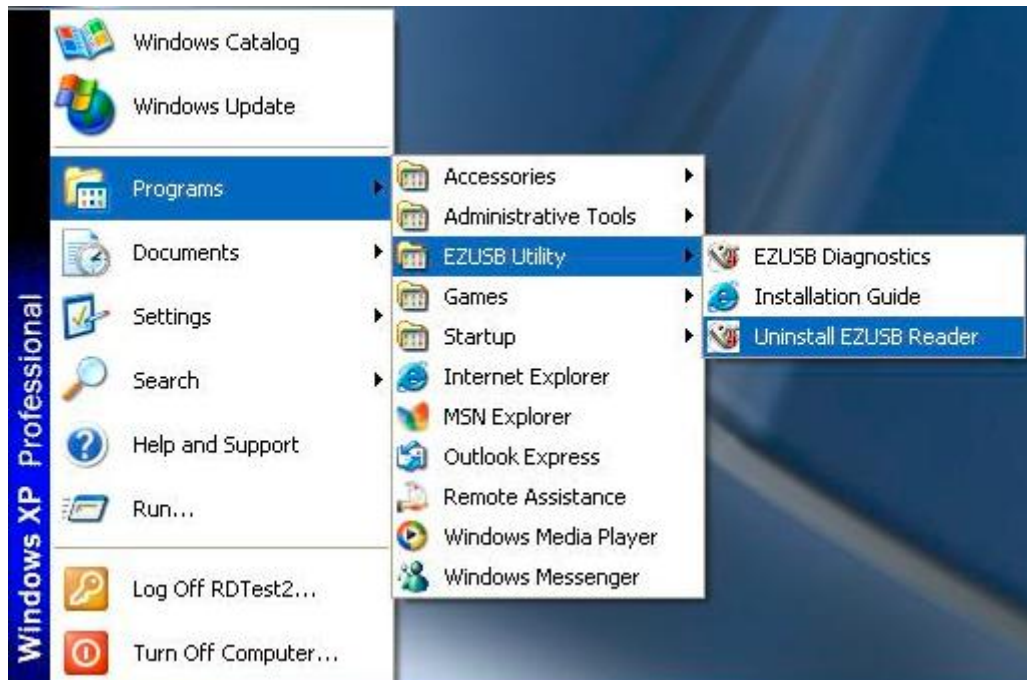 Windows XP Professional
Windows Catalog
Windows Update
Programs
Documents
Settings
Search
Help and Support
Run...
Log Off RDTest2...
Turn Off Computer...
Accessories
Administrative Tools
EZUSB Utility
Games
Startup
Internet Explorer
MSN Explorer
Outlook Express
Remote Assistance
Windows Media Player
Windows Messenger
EZUSB Diagnostics
Installation Guide
Uninstall EZUSB Reader